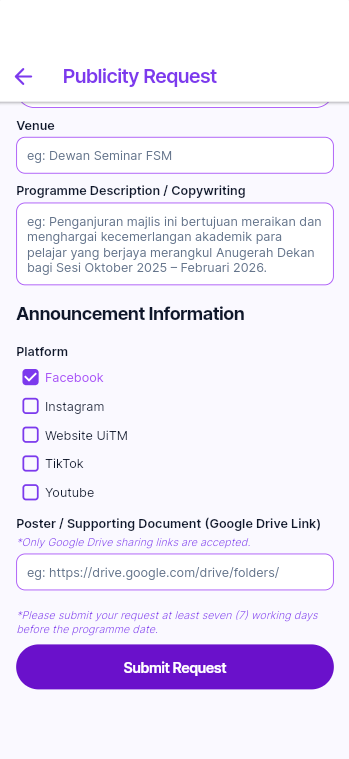 Publicity Request
Venue
eg: Dewan Seminar FSM
Programme Description / Copywriting
eg: Penganjuran majlis ini bertujuan meraikan dan
menghargai kecemerlangan akademik para
pelajar yang berjaya merangkul Anugerah Dekan
bagi Sesi Oktober 2025 – Februari 2026.
Announcement Information
Platform
Facebook
Instagram
Website UiTM
TikTok
Youtube
Poster / Supporting Document (Google Drive Link)
*Only Google Drive sharing links are accepted.
eg: https://drive.google.com/drive/folders/
*Please submit your request at least seven (7) working days
before the programme date.
Submit Request